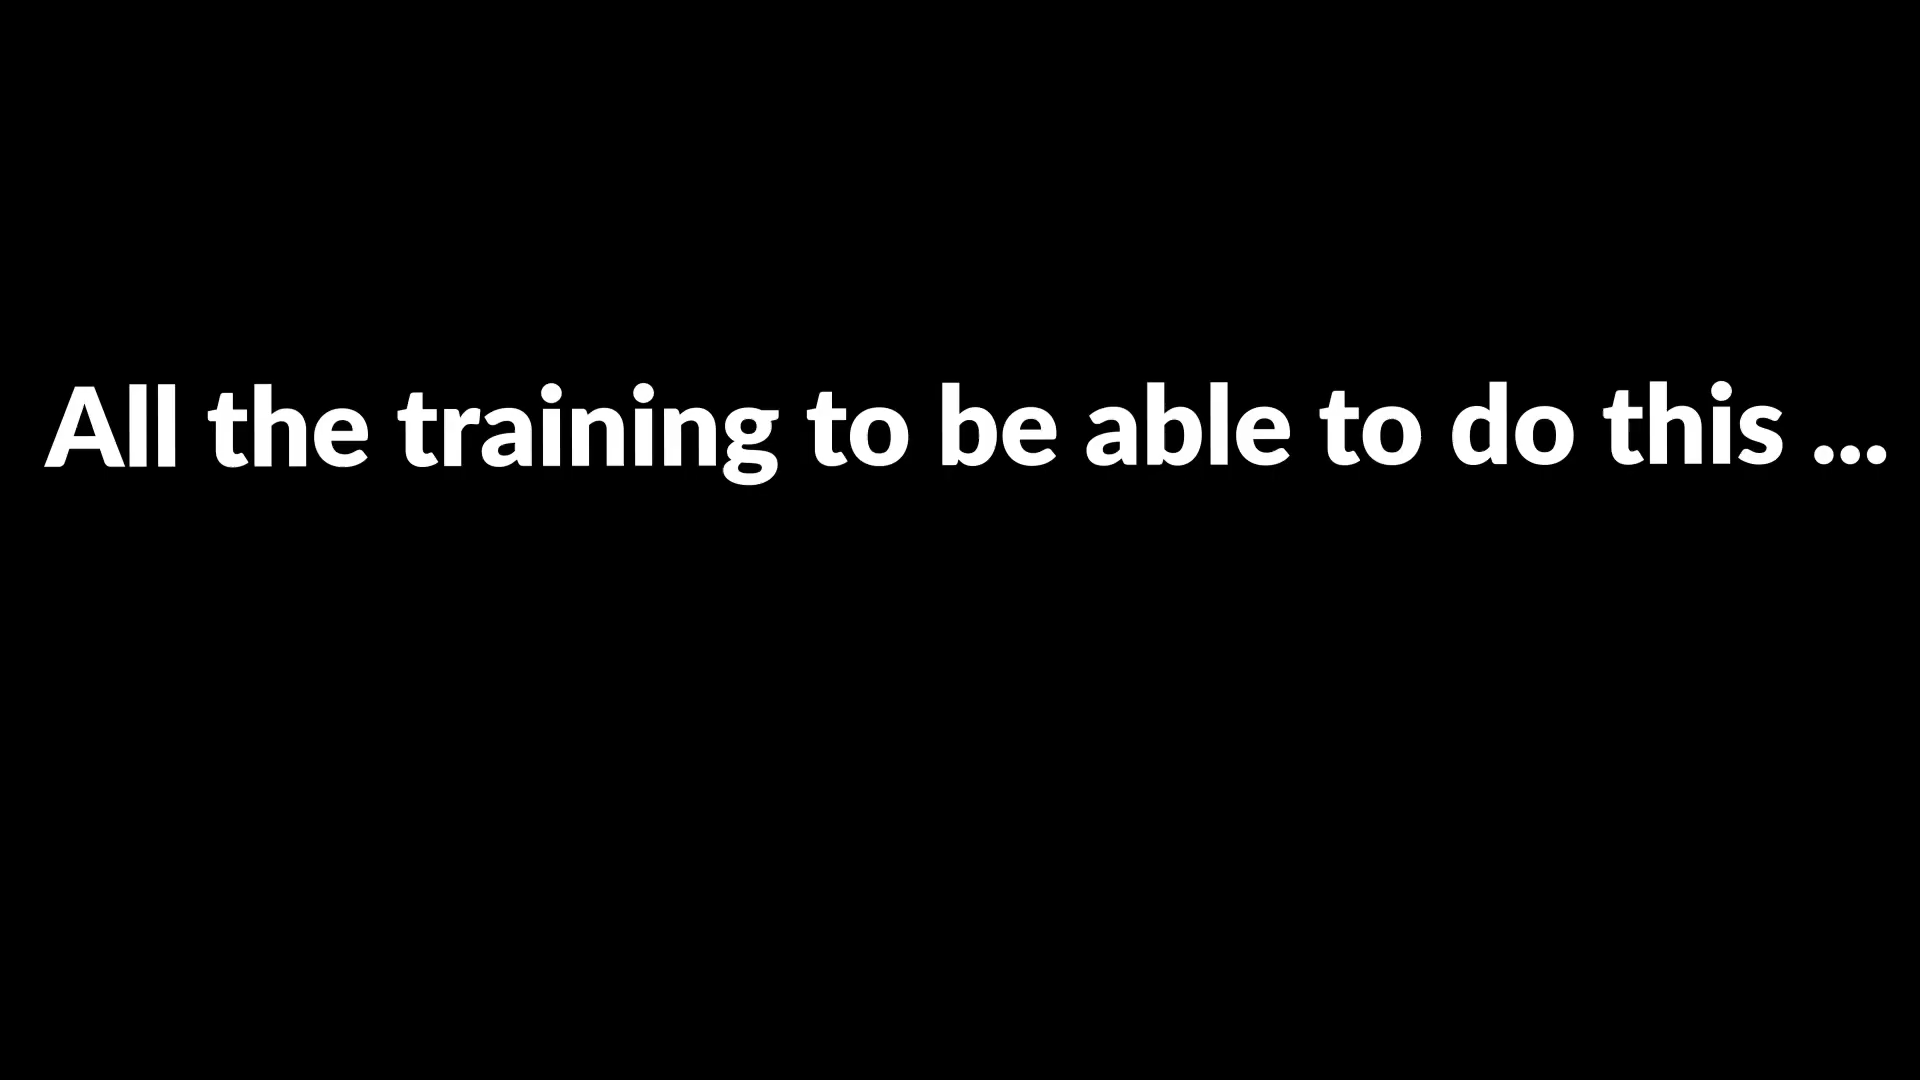 All the training to be able to do this ...